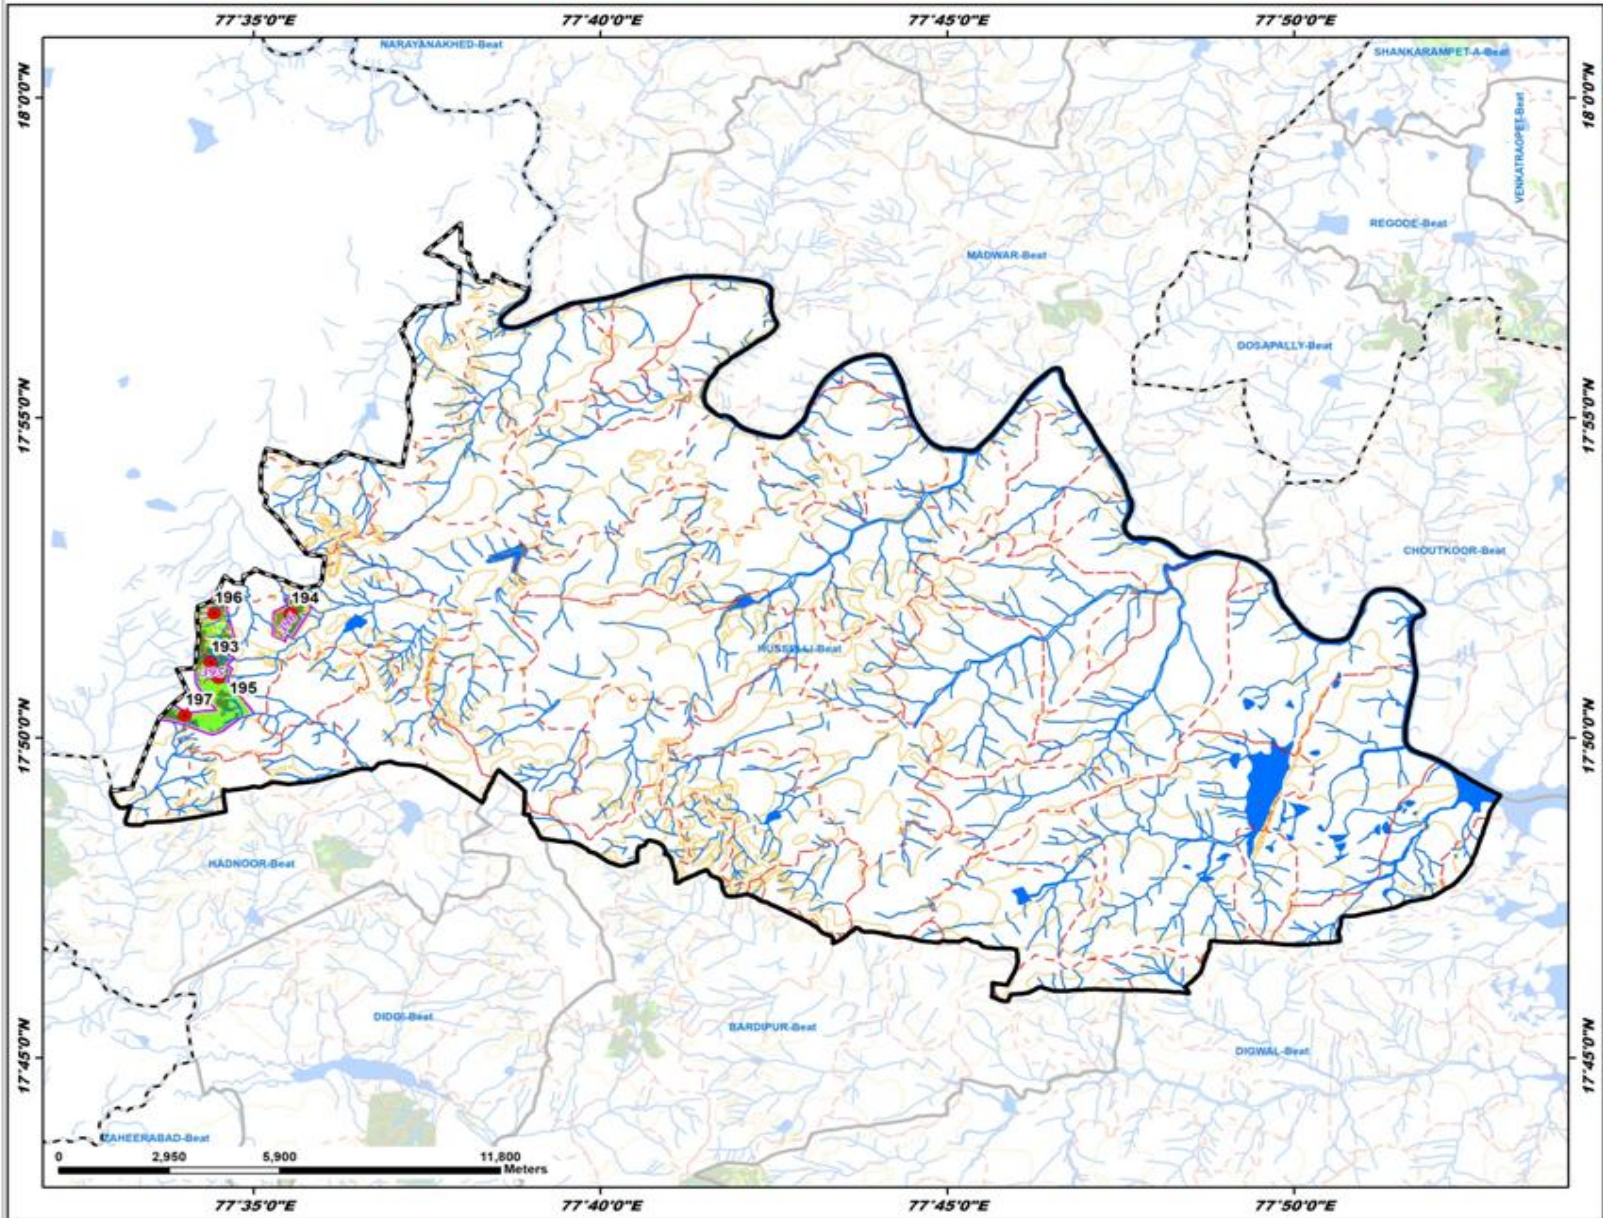 77°35'0"E 77°40'0"E 77°45'0"E 77°50'0"E
NARAYANAKHED-Beat
SHANKARAMPET-A-Beat
18°0'0"N 18°0'0"N
VENKATRAOPET-Beat
REGODE-Beat
MADWAR-Beat
DOSAPALLY-Beat
17°55'0"N 17°55'0"N
CHOUTKOOR-Beat
196 194
193
HUSSELLI-Beat
195
197
17°50'0"N 17°50'0"N
HADNOOR-Beat
DIDGI-Beat
BARDIPUR-Beat
DIGWAL-Beat
17°45'0"N 17°45'0"N
ZAHEERABAD-Beat
0 2,950 5,900 11,800
Meters
77°35'0"E 77°40'0"E 77°45'0"E 77°50'0"E